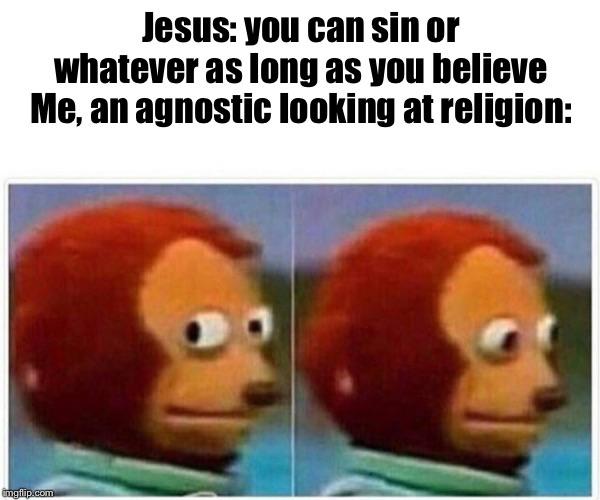 Jesus: you can sin or
whatever as long as you believe
Me, an agnostic looking at religion:
imgflip.com